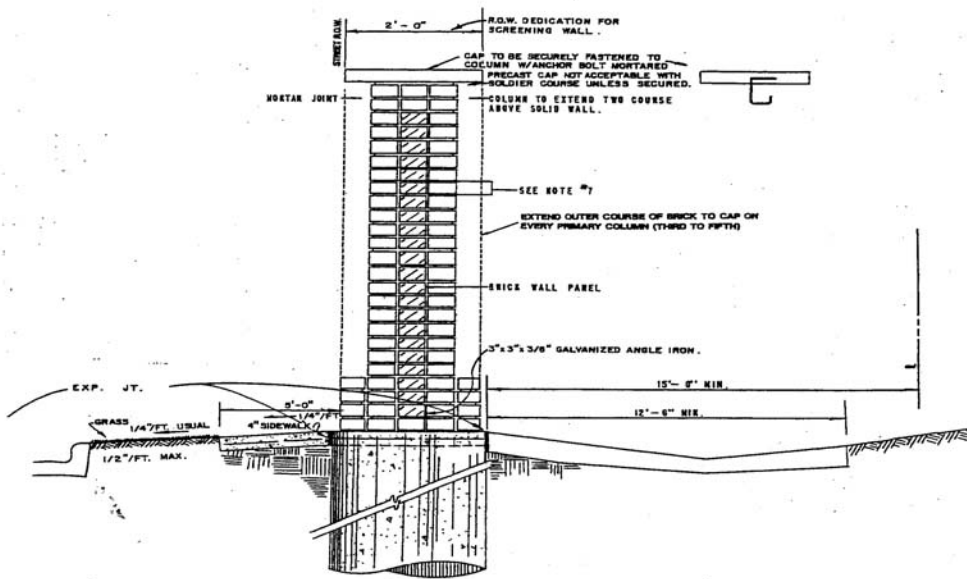 STREET R.O.W.
2'-0"
R.O.W. DEDICATION FOR
SCREENING WALL.
CAP TO BE SECURELY FASTENED TO
COLUMN W/ANCHOR BOLT MORTARED
PRECAST CAP NOT ACCEPTABLE WITH
SOLDIER COURSE UNLESS SECURED.
MORTAR JOINT
COLUMN TO EXTEND TWO COURSE
ABOVE SOLID WALL.
SEE NOTE #7
EXTEND OUTER COURSE OF BRICK TO CAP ON
EVERY PRIMARY COLUMN (THIRD TO FIFTH)
BRICK WALL PANEL
3"x3"x3/8" GALVANIZED ANGLE IRON.
EXP. JT.
15'-0" MIN.
5'-0"
12'-6" MIN.
1/4"/FT.
GRASS
1/4"/FT. USUAL
4" SIDEWALK
1/2"/FT. MAX.